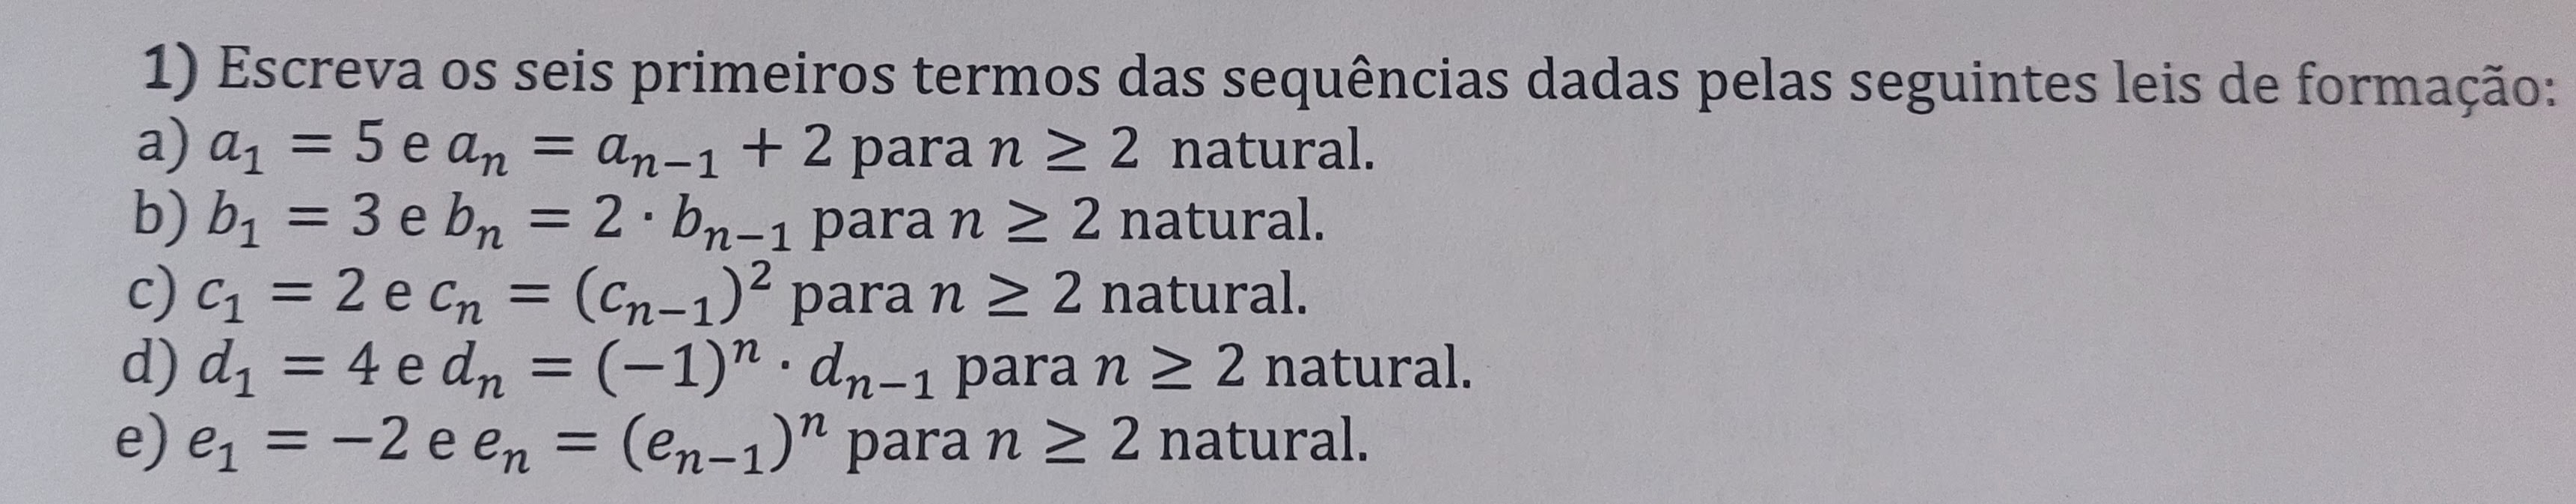 1) Escreva os seis primeiros termos das sequências dadas pelas seguintes leis de formação:
a) a₁ = 5 e aₙ = aₙ₋₁ + 2 para n ≥ 2 natural.
b) b₁ = 3 e bₙ = 2 · bₙ₋₁ para n ≥ 2 natural.
c) c₁ = 2 e cₙ = (cₙ₋₁)² para n ≥ 2 natural.
d) d₁ = 4 e dₙ = (−1)ⁿ · dₙ₋₁ para n ≥ 2 natural.
e) e₁ = −2 e eₙ = (eₙ₋₁)ⁿ para n ≥ 2 natural.